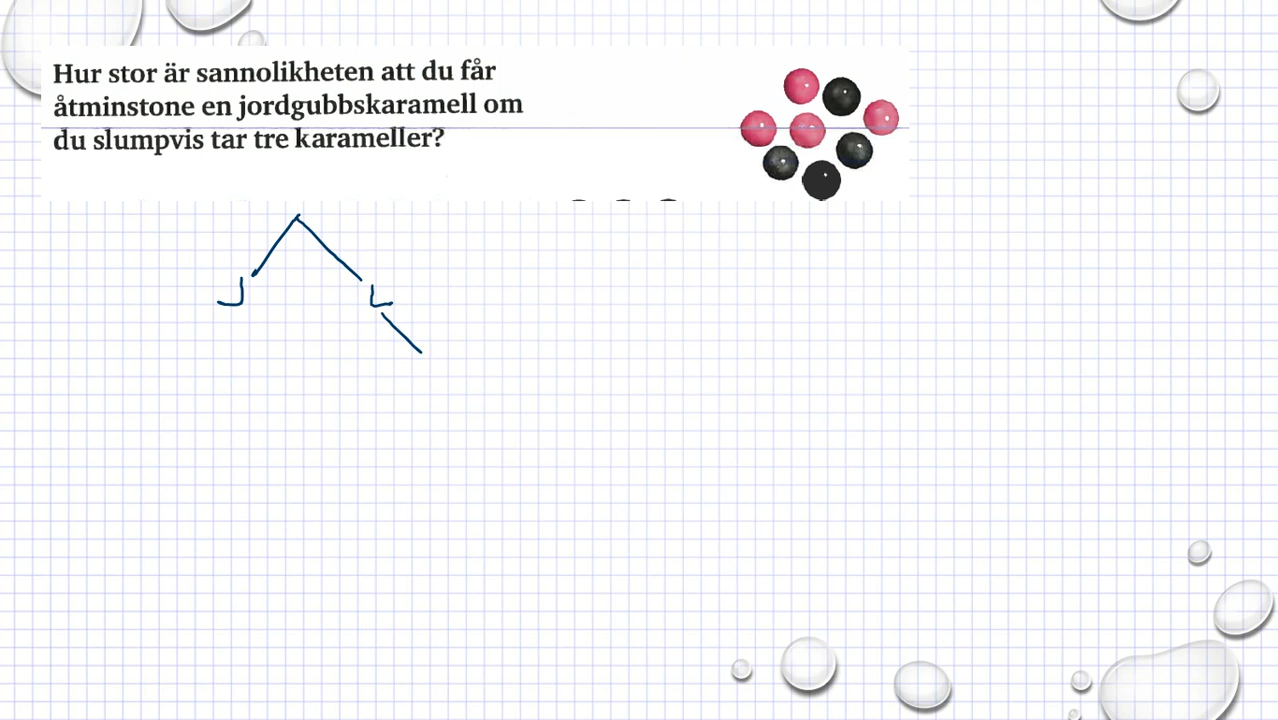 Hur stor är sannolikheten att du får
åtminstone en jordgubbskaramell om
du slumpvis tar tre karameller?
J L